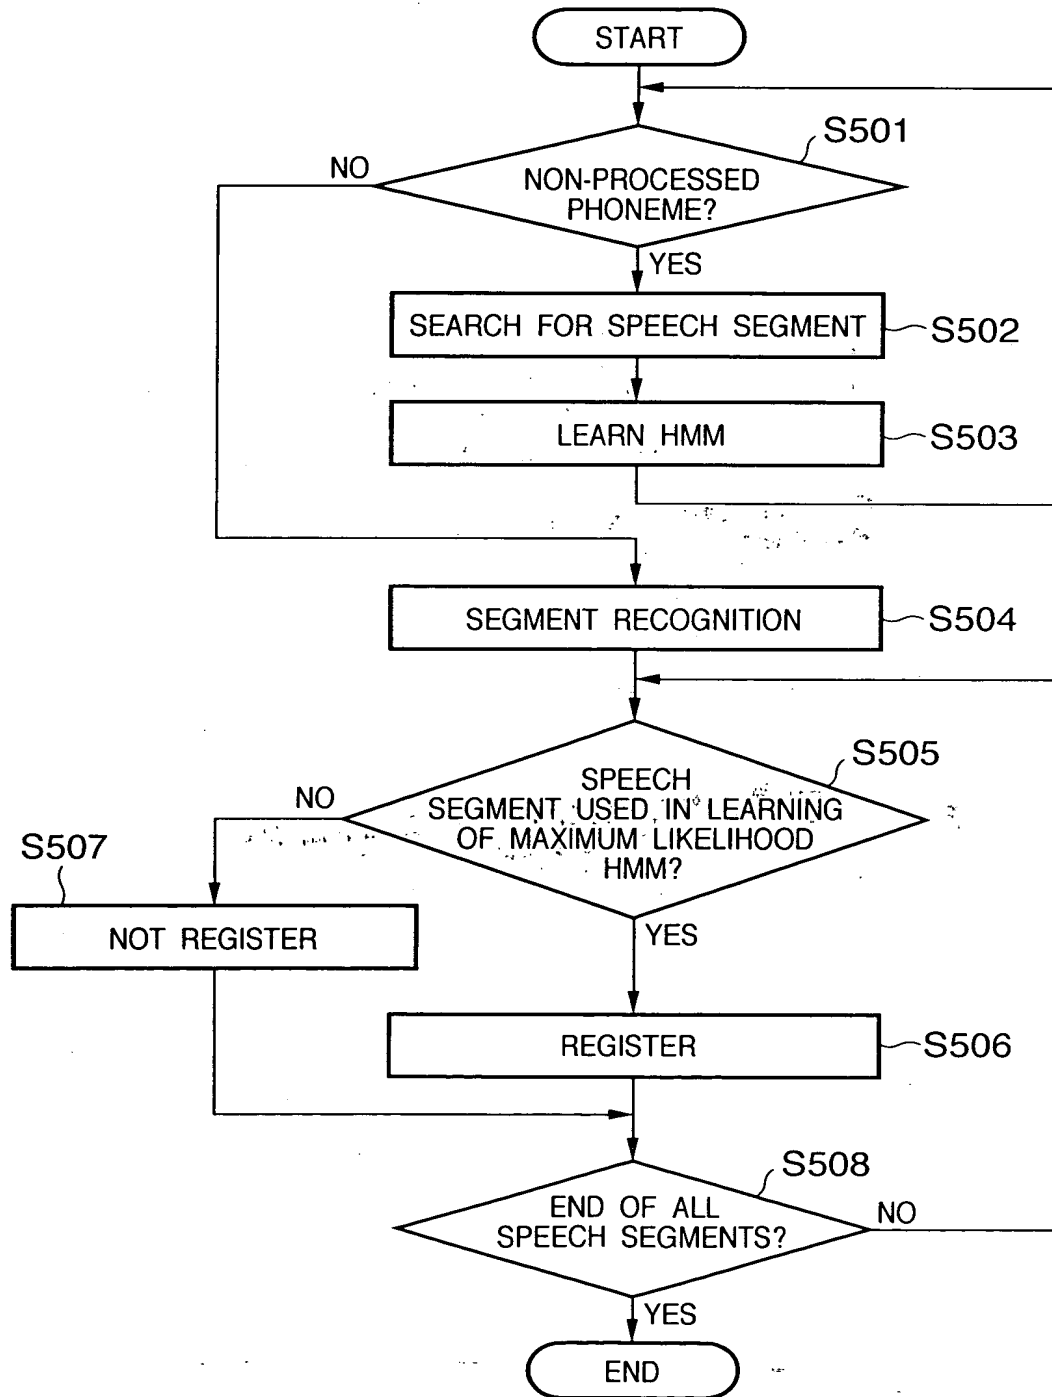 START
S501
NO
NON-PROCESSED
PHONEME?
YES
SEARCH FOR SPEECH SEGMENT
S502
LEARN HMM
S503
SEGMENT RECOGNITION
S504
S505
NO
SPEECH
SEGMENT USED IN LEARNING
OF MAXIMUM LIKELIHOOD
HMM?
S507
NOT REGISTER
YES
REGISTER
S506
S508
END OF ALL
SPEECH SEGMENTS?
NO
YES
END